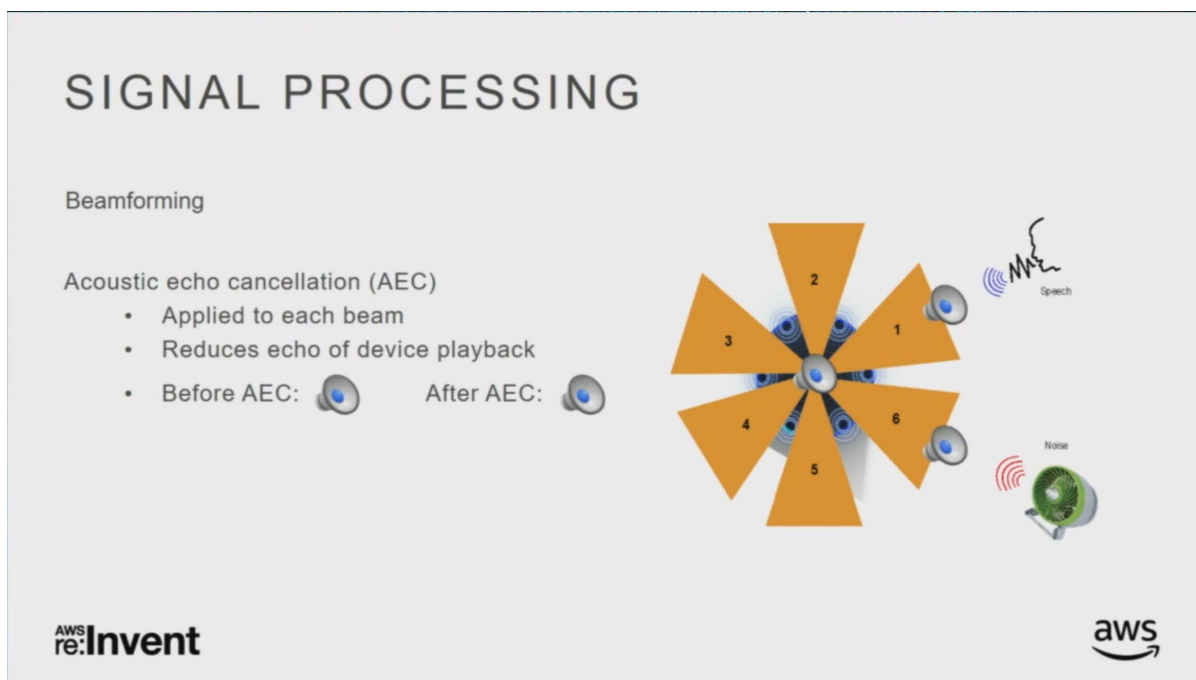 SIGNAL PROCESSING
Beamforming
Acoustic echo cancellation (AEC)
• Applied to each beam
• Reduces echo of device playback
• Before AEC: After AEC:
2
3
1
4
6
5
Speech
Noise
AWS
re:Invent
aws